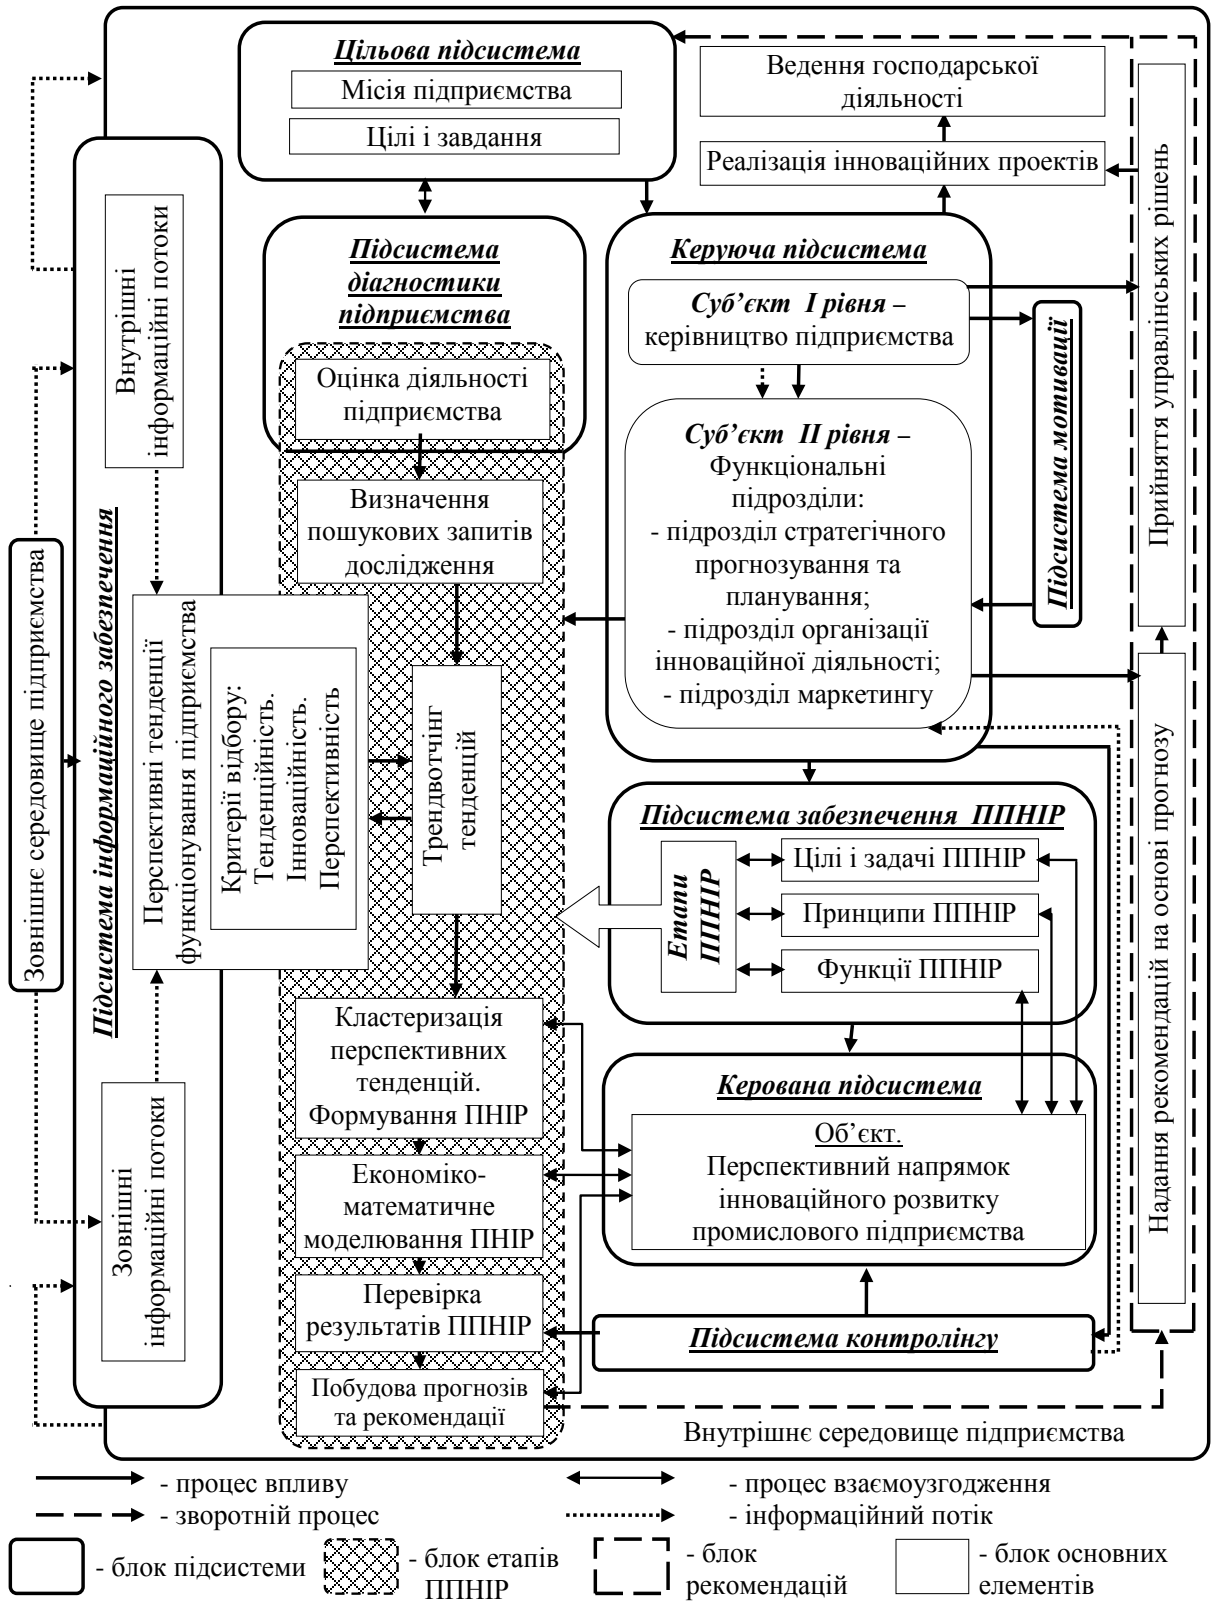 Цільова підсистема
Місія підприємства
Цілі і завдання
Ведення господарської
діяльності
Реалізація інноваційних проектів
Підсистема
діагностики
підприємства
Оцінка діяльності
підприємства
Визначення
пошукових запитів
дослідження
Трендвотчінг
тенденцій
Кластеризація
перспективних
тенденцій.
Формування ПНІР
Економіко-
математичне
моделювання ПНІР
Перевірка
результатів ППНІР
Побудова прогнозів
та рекомендації
Керуюча підсистема
Суб’єкт І рівня –
керівництво підприємства
Суб’єкт ІІ рівня –
Функціональні
підрозділи:
- підрозділ стратегічного
прогнозування та
планування;
- підрозділ організації
інноваційної діяльності;
- підрозділ маркетингу
Підсистема мотивації
Прийняття управлінських рішень
Надання рекомендацій на основі прогнозу
Підсистема забезпечення ППНІР
Етапи
ППНІР
Цілі і задачі ППНІР
Принципи ППНІР
Функції ППНІР
Керована підсистема
Об’єкт.
Перспективний напрямок
інноваційного розвитку
промислового підприємства
Підсистема контролінгу
Внутрішнє середовище підприємства
Зовнішнє середовище підприємства
Підсистема інформаційного забезпечення
Внутрішні
інформаційні потоки
Перспективні тенденції
функціонування підприємства
Критерії відбору:
Тенденційність.
Інноваційність.
Перспективність
Зовнішні
інформаційні потоки
- процес впливу
- зворотній процес
- процес взаємоузгодження
- інформаційний потік
- блок підсистеми
- блок етапів
ППНІР
- блок
рекомендацій
- блок основних
елементів